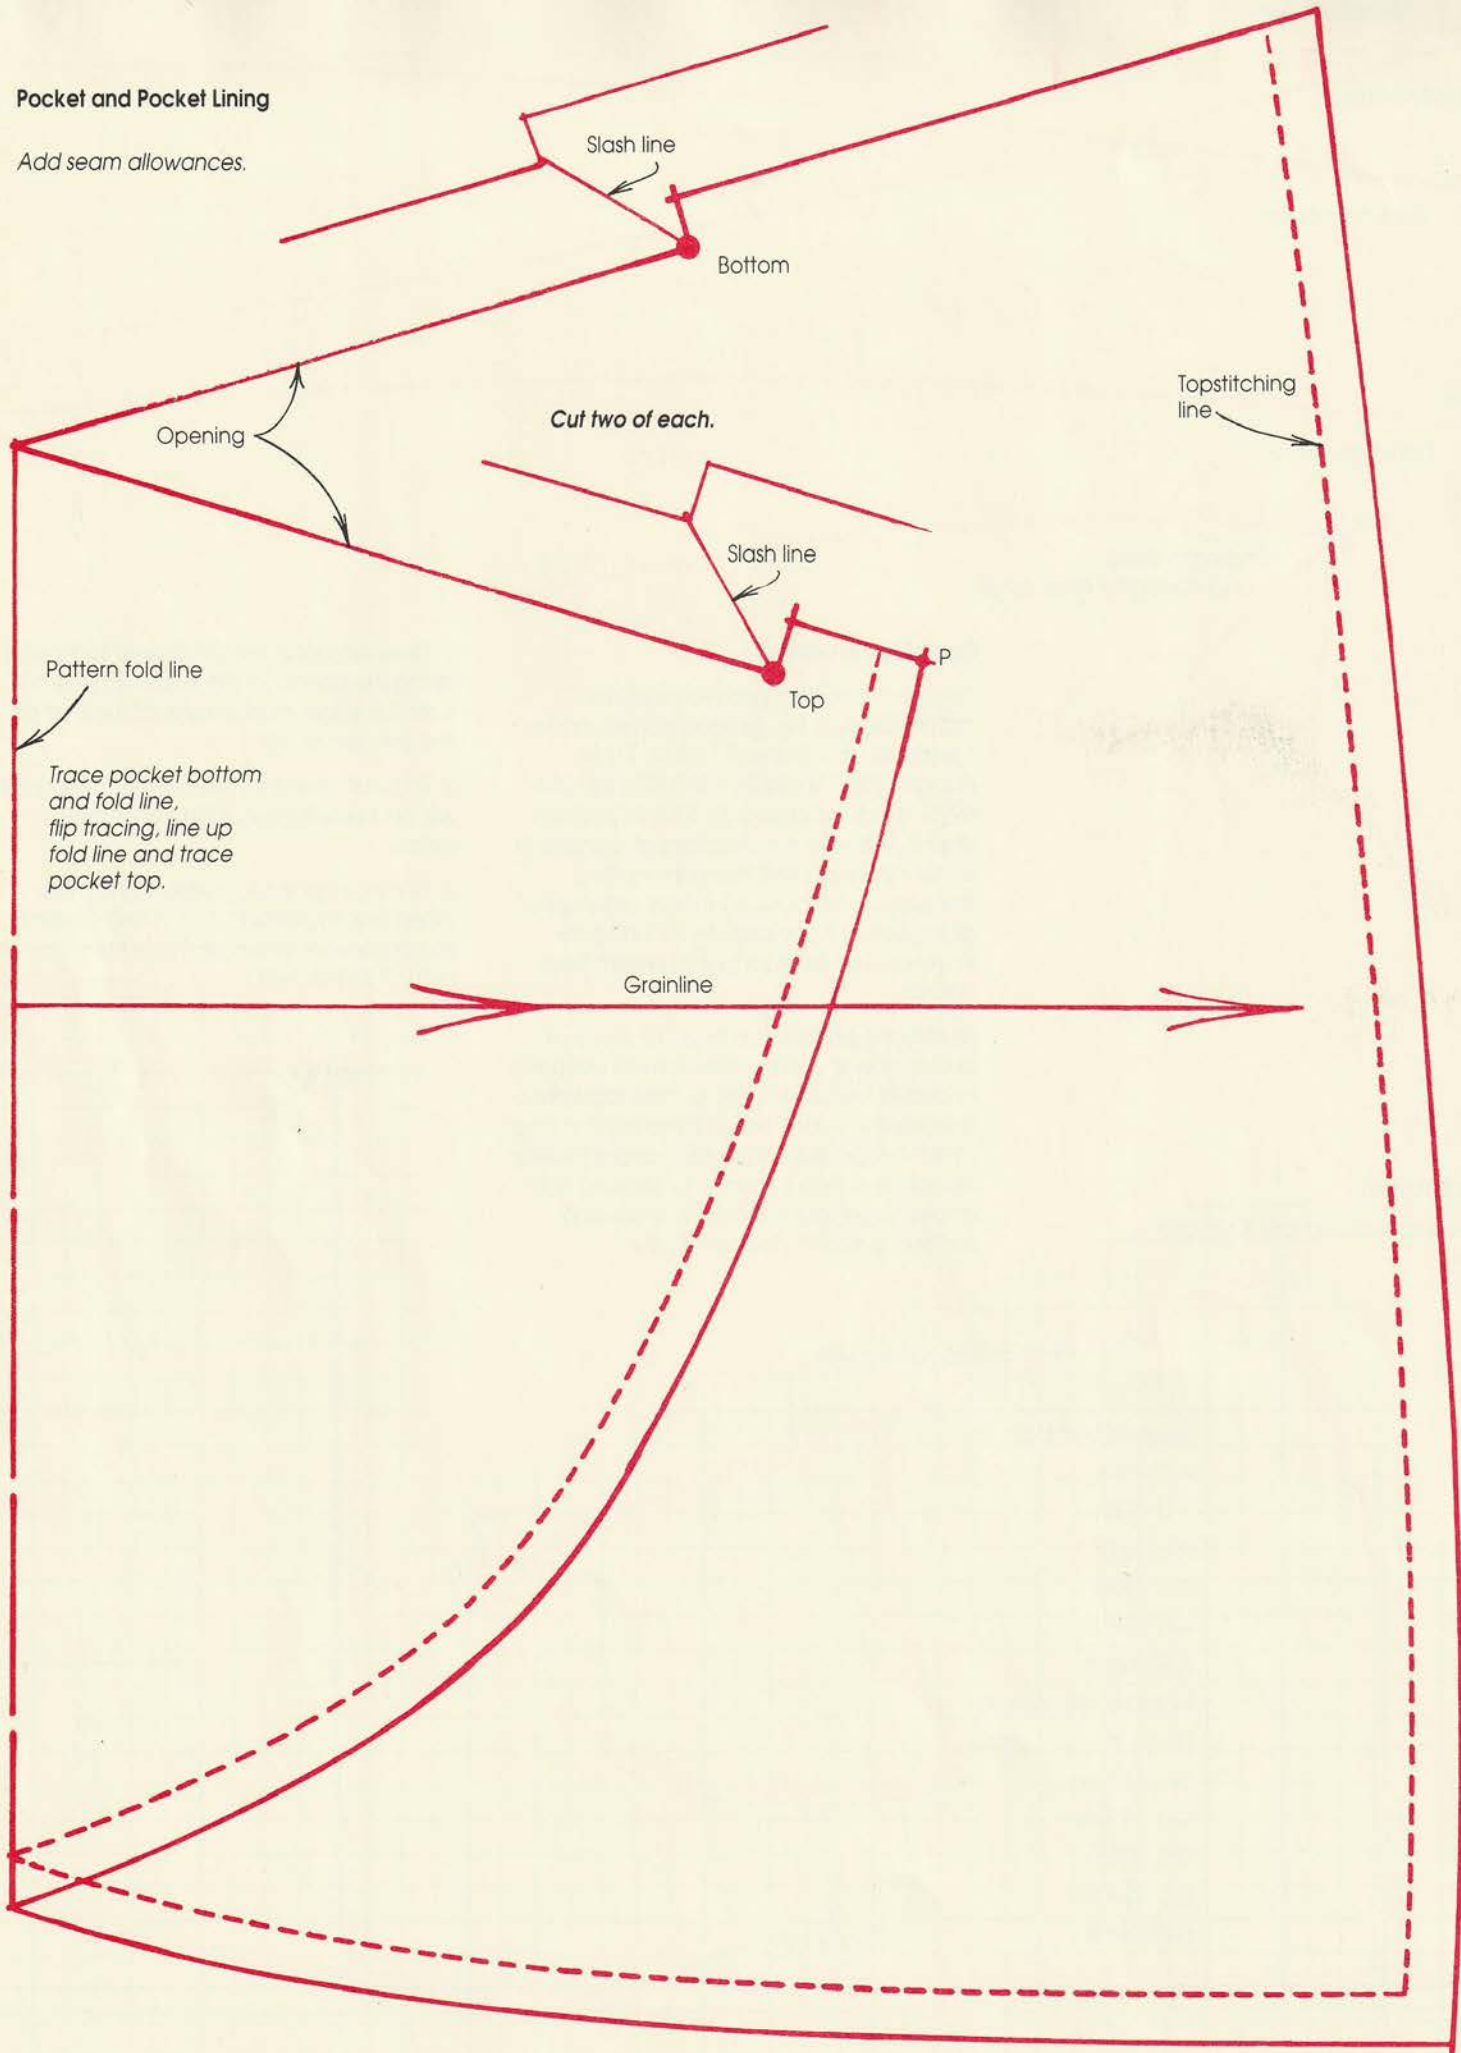 Pocket and Pocket Lining
Add seam allowances.
Slash line
Bottom
Topstitching
line
Cut two of each.
Opening
Slash line
P
Top
Pattern fold line
Trace pocket bottom
and fold line,
flip tracing, line up
fold line and trace
pocket top.
Grainline